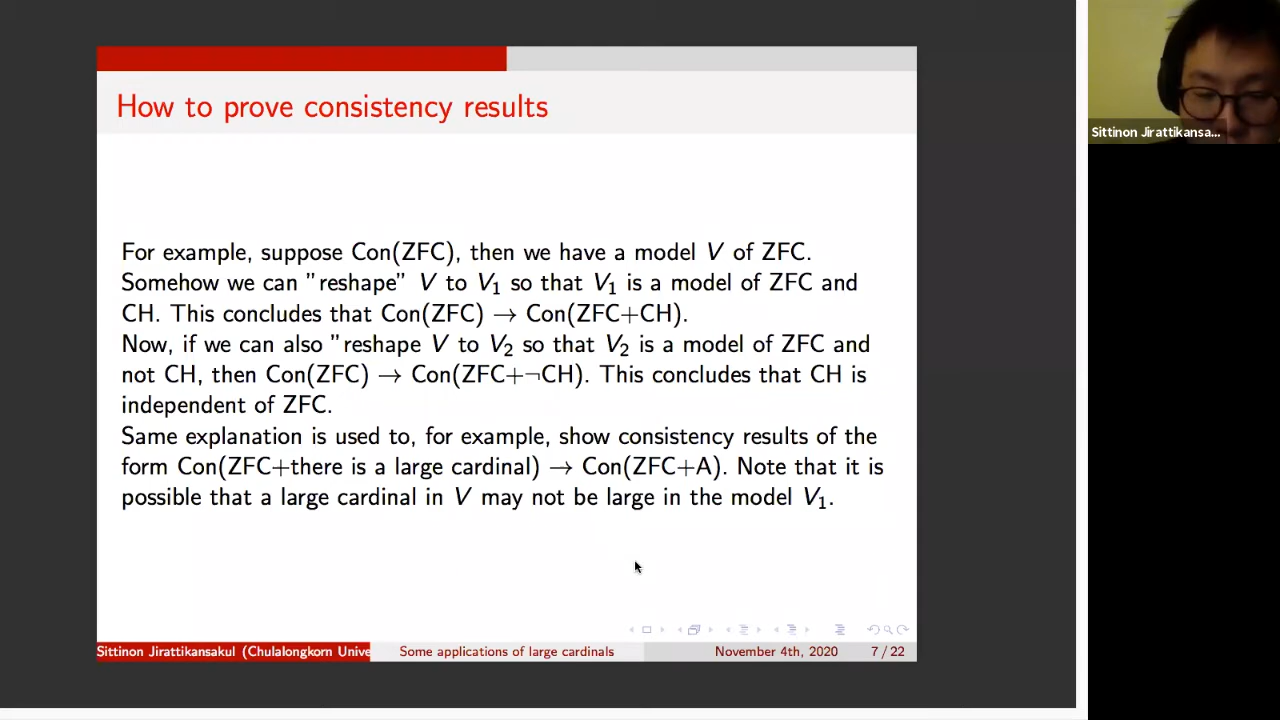 How to prove consistency results
Sittinon Jirattikansa...
For example, suppose Con(ZFC), then we have a model V of ZFC.
Somehow we can "reshape" V to V₁ so that V₁ is a model of ZFC and
CH. This concludes that Con(ZFC) → Con(ZFC+CH).
Now, if we can also "reshape V to V₂ so that V₂ is a model of ZFC and
not CH, then Con(ZFC) → Con(ZFC+¬CH). This concludes that CH is
independent of ZFC.
Same explanation is used to, for example, show consistency results of the
form Con(ZFC+there is a large cardinal) → Con(ZFC+A). Note that it is
possible that a large cardinal in V may not be large in the model V₁.
Sittinon Jirattikansakul (Chulalongkorn Unive
Some applications of large cardinals
November 4th, 2020
7 / 22